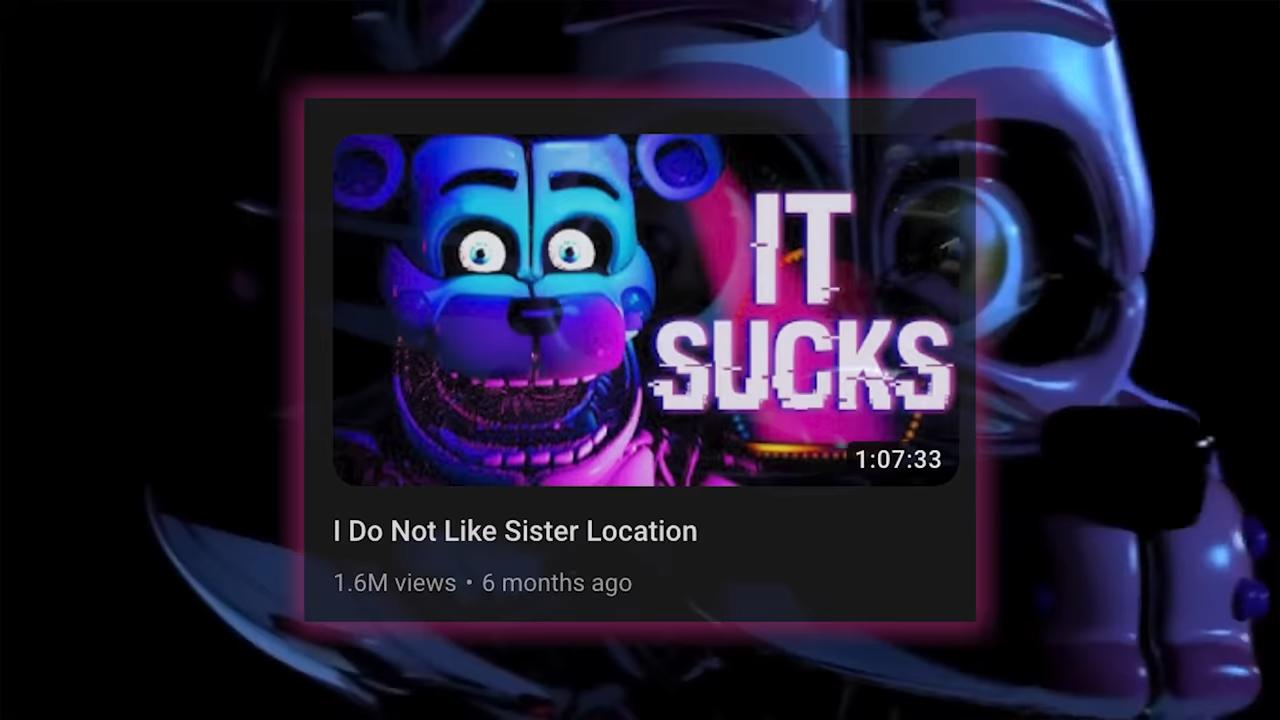 IT
SUCKS
1:07:33
I Do Not Like Sister Location
1.6M views • 6 months ago